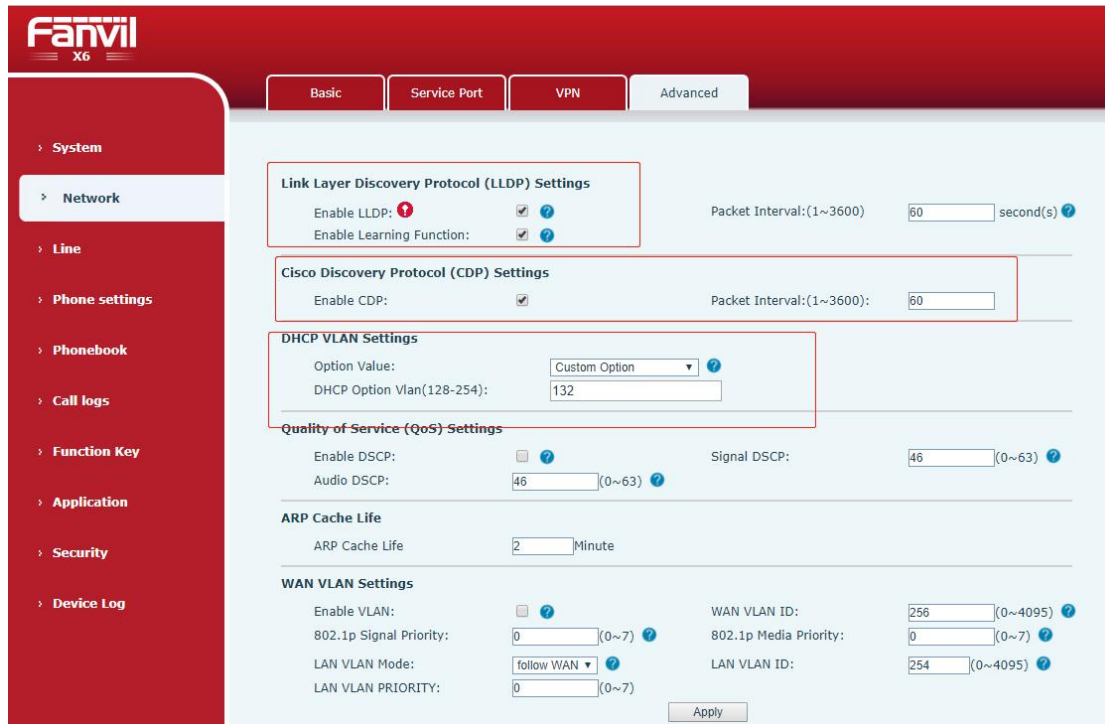 Fanvil
X6
Basic Service Port VPN Advanced
› System
› Network
› Line
› Phone settings
› Phonebook
› Call logs
› Function Key
› Application
› Security
› Device Log
Link Layer Discovery Protocol (LLDP) Settings
Enable LLDP: Packet Interval:(1~3600) 60 second(s)
Enable Learning Function:
Cisco Discovery Protocol (CDP) Settings
Enable CDP: Packet Interval:(1~3600): 60
DHCP VLAN Settings
Option Value: Custom Option
DHCP Option Vlan(128-254): 132
Quality of Service (QoS) Settings
Enable DSCP: Signal DSCP: 46 (0~63)
Audio DSCP: 46 (0~63)
ARP Cache Life
ARP Cache Life 2 Minute
WAN VLAN Settings
Enable VLAN: WAN VLAN ID: 256 (0~4095)
802.1p Signal Priority: 0 (0~7) 802.1p Media Priority: 0 (0~7)
LAN VLAN Mode: follow WAN LAN VLAN ID: 254 (0~4095)
LAN VLAN PRIORITY: 0 (0~7)
Apply